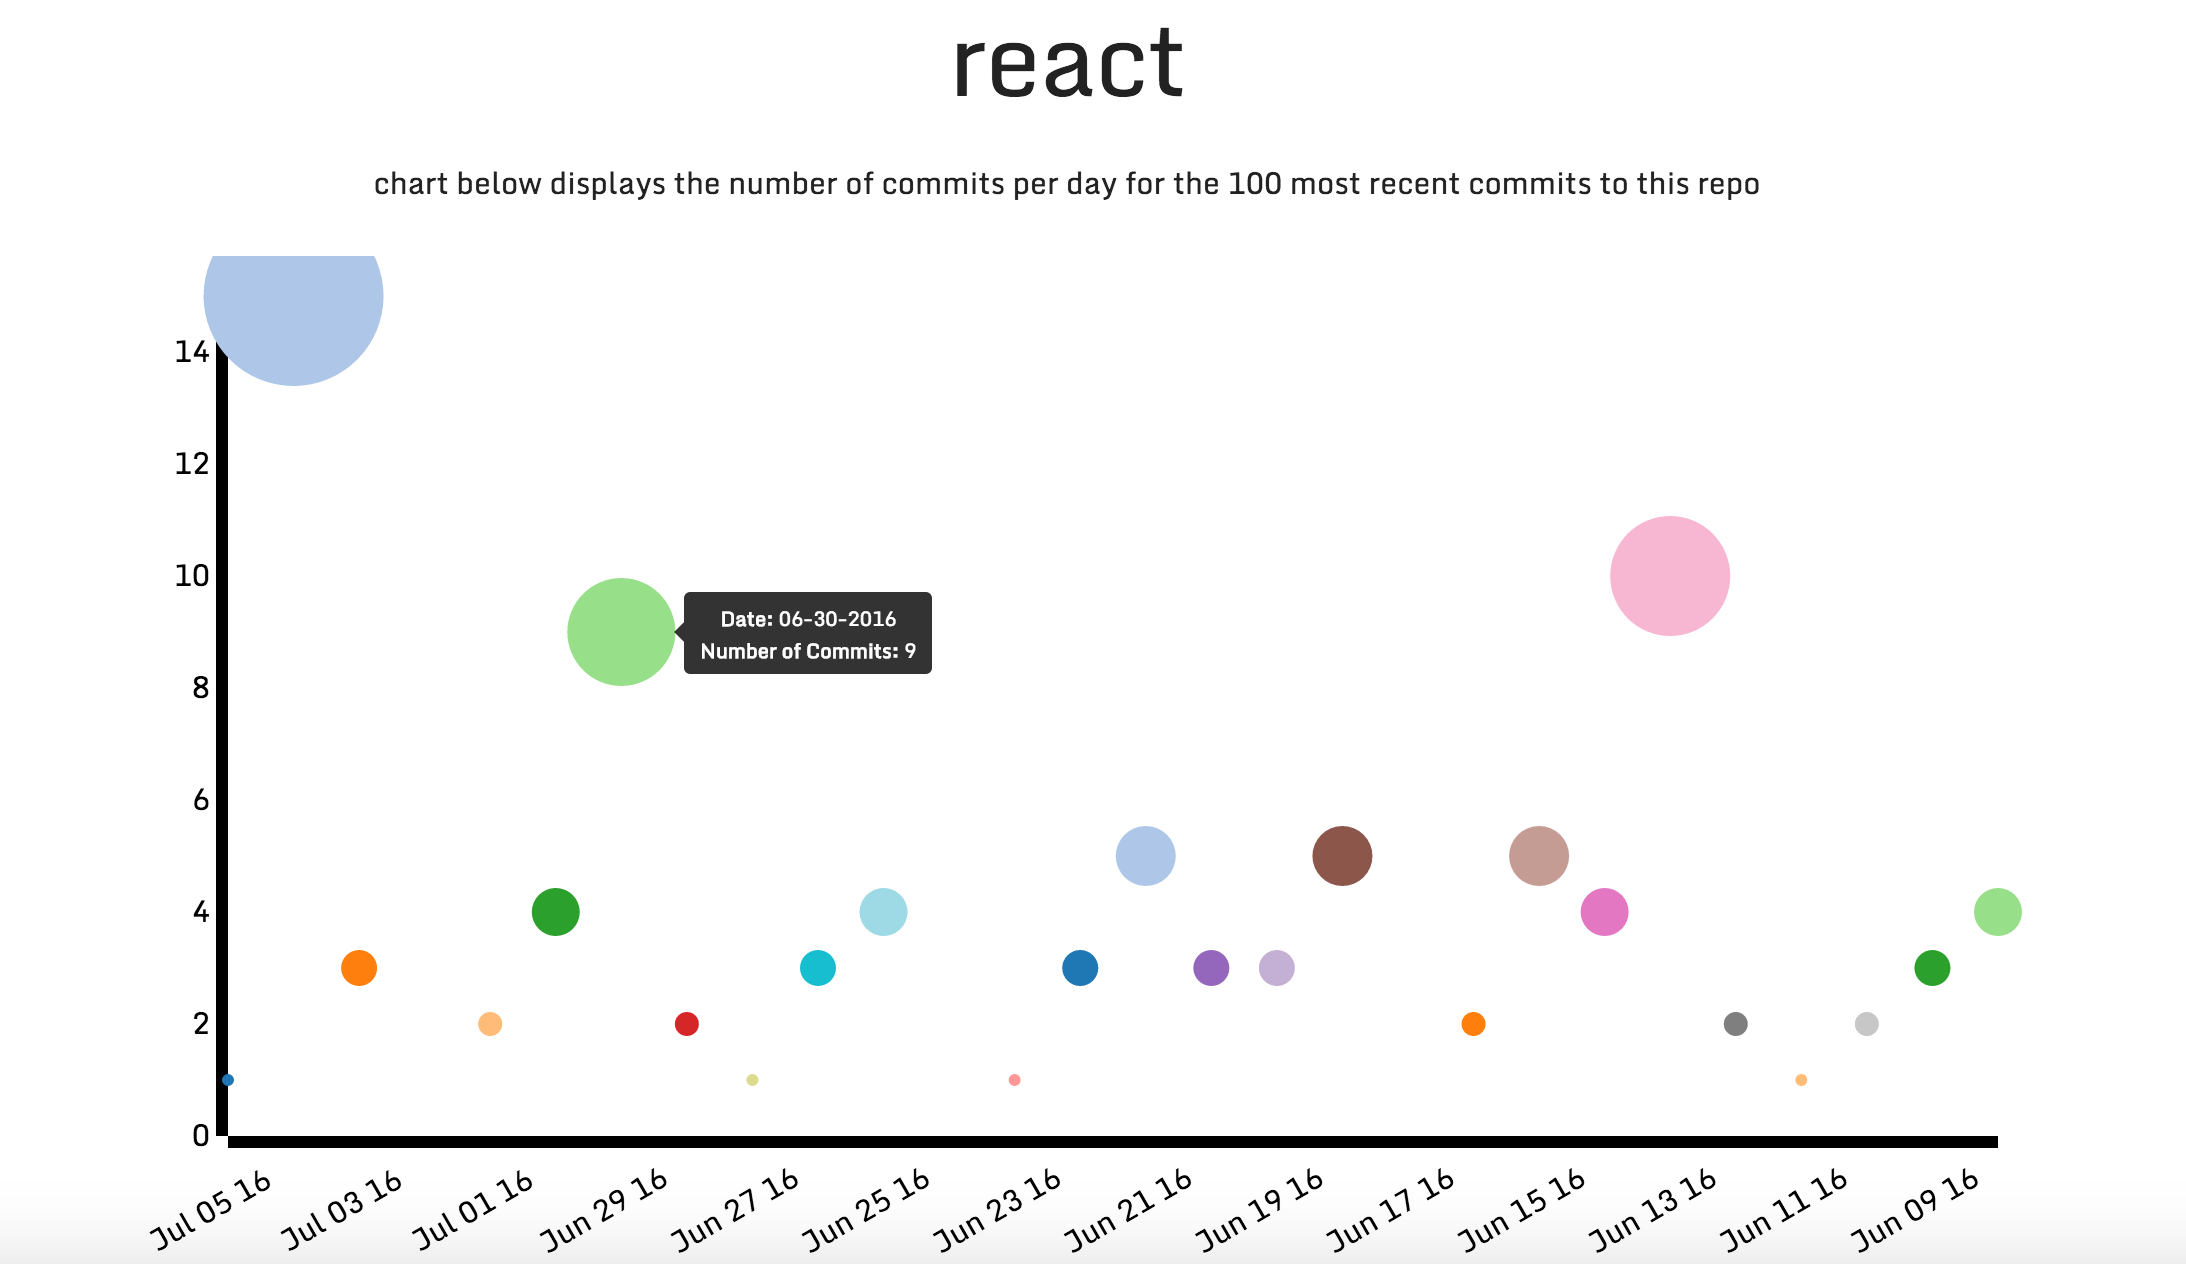 react
chart below displays the number of commits per day for the 100 most recent commits to this repo
14
12
10
8
6
4
2
0
Date: 06-30-2016
Number of Commits: 9
Jul 05 16
Jul 03 16
Jul 01 16
Jun 29 16
Jun 27 16
Jun 25 16
Jun 23 16
Jun 21 16
Jun 19 16
Jun 17 16
Jun 15 16
Jun 13 16
Jun 11 16
Jun 09 16